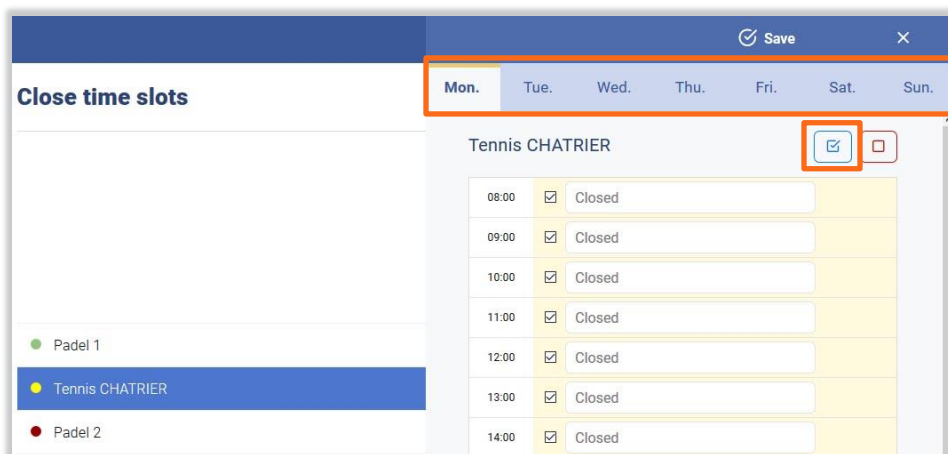 Save
Close time slots
Mon. Tue. Wed. Thu. Fri. Sat. Sun.
Tennis CHATRIER
08:00 Closed
09:00 Closed
10:00 Closed
11:00 Closed
12:00 Closed
13:00 Closed
14:00 Closed
Padel 1
Tennis CHATRIER
Padel 2